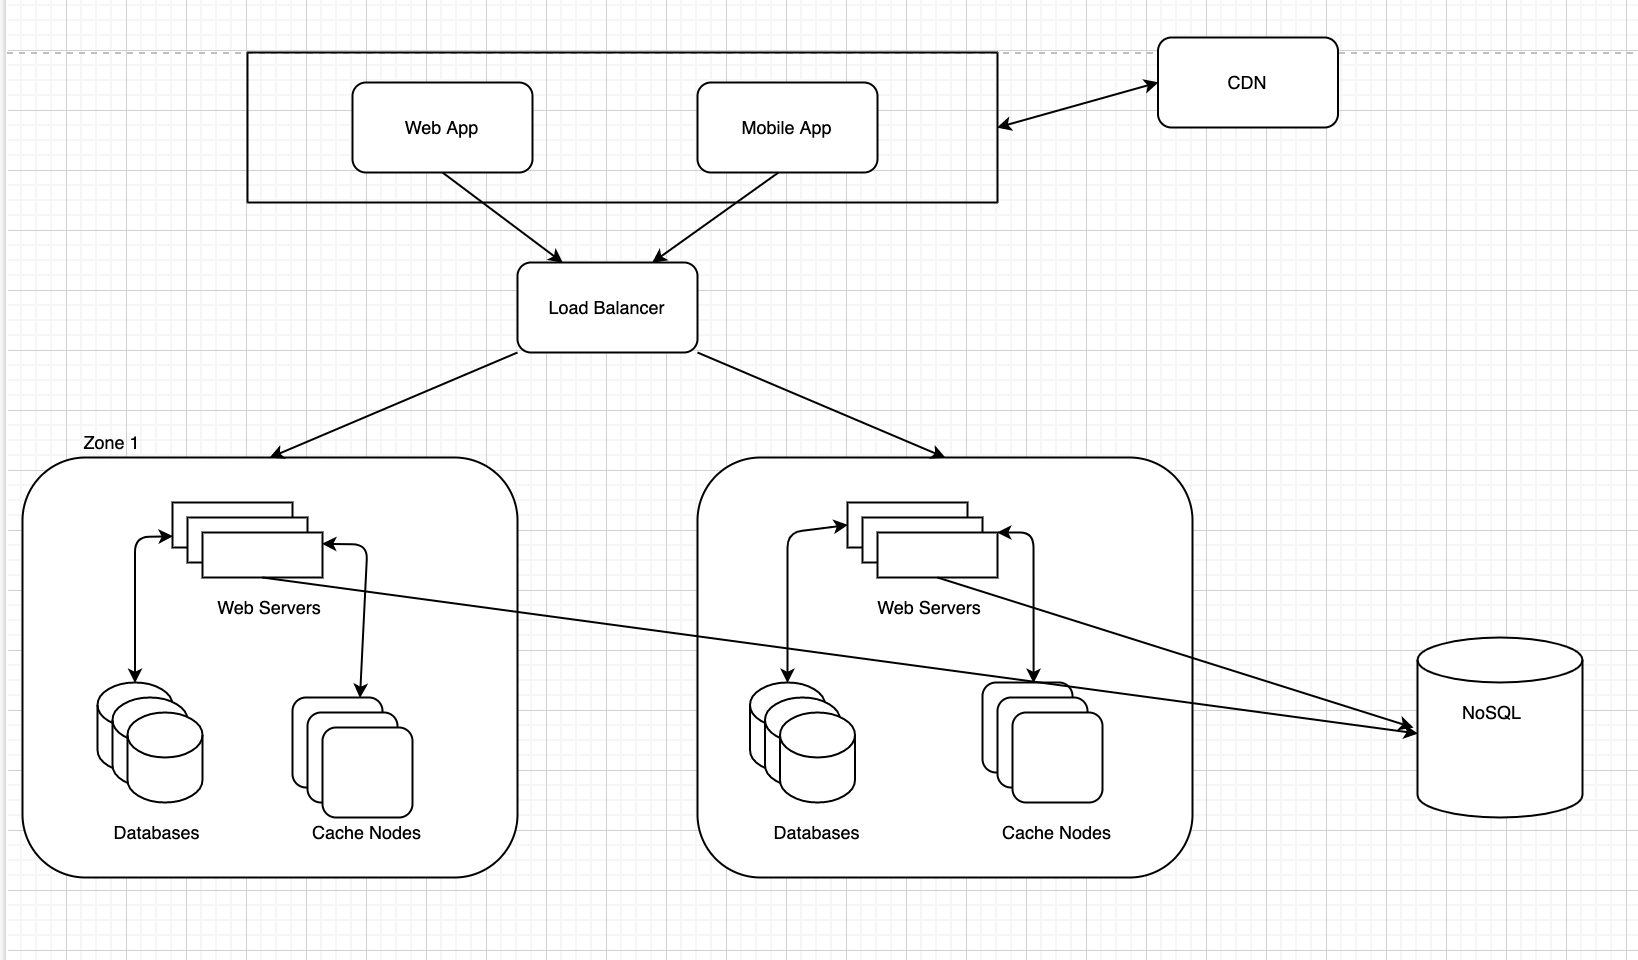 CDN
Web App
Mobile App
Load Balancer
Zone 1
Web Servers
Web Servers
NoSQL
Databases
Cache Nodes
Databases
Cache Nodes